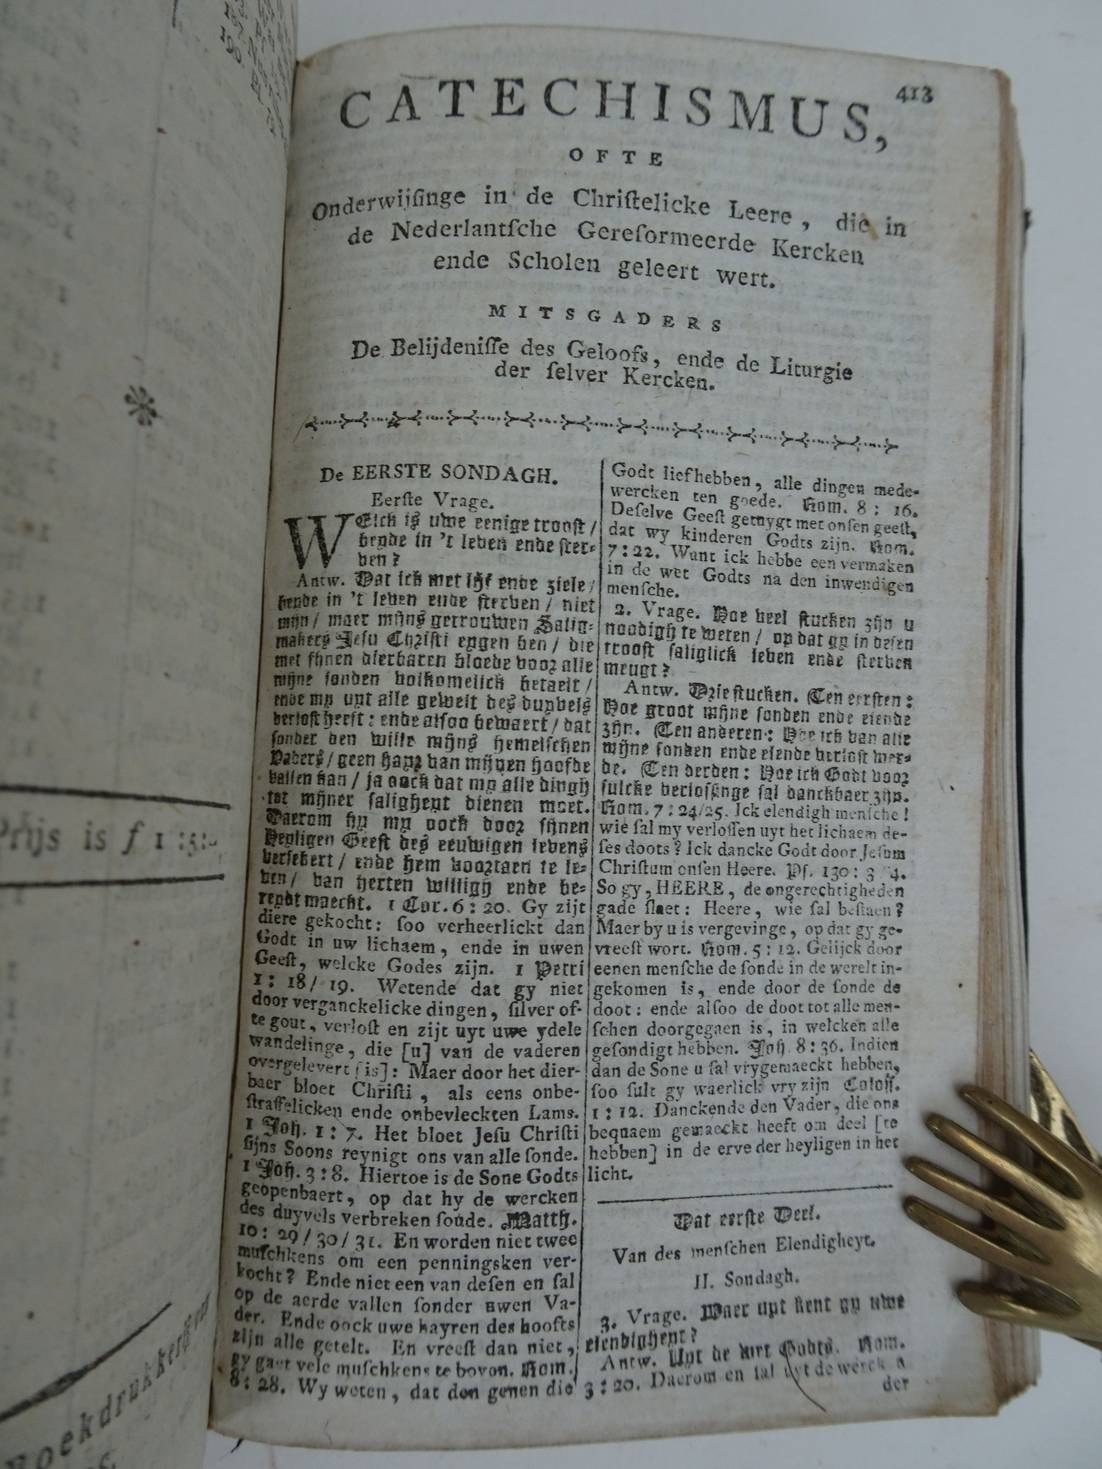 413
CATECHISMUS,
OFTE
Onderwijſinge in de Chriſtelicke Leere, die in
de Nederlantſche Gereformeerde Kercken
ende Scholen geleert wert.
MITSGADERS
De Belijdeniſſe des Geloofs, ende de Liturgie
der ſelver Kercken.
De EERSTE SONDAGH.
Eerſte Vrage.
WElck is uwe eenige trooſt /
beyde in 't leben ende ſter-
ben?
Antw. Dat ick met lijf ende ziele /
beyde in 't leben ende ſterben / niet
mijn / maer mijns getrouwen Salig-
makers Jeſu Chriſti eygen ben / die
met ſijnen dierbaren bloede voor alle
mijne ſonden volkomelick betaelt /
ende my uyt alle gewelt des duybels
verloſt heeft: ende alſoo bewaert / dat
ſonder den wille mijns hemelſchen
Vaders / geen hayr van mijnen hoofde
vallen kan / ja oock dat my alle dingh
tot mijner ſaligheyt dienen moet.
Daerom hy my oock door ſijnen
Heyligen Geeſt des eeuwigen levens
verſekert / ende hem voortaen te le-
ven / van herten willigh ende be-
reydt maeckt. 1 Cor. 6: 20. Gy zijt
diere gekocht: ſoo verheerlickt dan
Godt in uw lichaem, ende in uwen
Geeſt, welcke Godes zijn. 1 Petri
1: 18/19. Wetende dat gy niet
door verganckelicke dingen, ſilver of-
te gout, verloſt en zijt uyt uwe ydele
wandelinge, die [u] van de vaderen
overgelevert [is]: Maer door het dier-
baer bloet Chriſti, als eens onbe-
ſtraffelicken ende onbevleckten Lams.
1 Joh. 1: 7. Het bloet Jeſu Chriſti
ſijns Soons reynigt ons van alle ſonde.
1 Joh. 3: 8. Hiertoe is de Sone Godts
geopenbaert, op dat hy de wercken
des duyvels verbreken ſoude. Matth.
10: 29/30/31. En worden niet twee
muſchkens om een penningsken ver-
kocht? Ende niet een van deſen en ſal
op de aerde vallen ſonder uwen Va-
der. Ende oock uwe hayren des hoofts
zijn alle getelt. En vreeſt dan niet,
gy gaet vele muſchkens te boven. Rom.
8: 28. Wy weten, dat den genen die
Godt liefhebben, alle dingen mede-
wercken ten goede. Rom. 8: 16.
Deſelve Geeſt getuygt met onſen geeſt,
dat wy kinderen Godts zijn. Rom.
7: 22. Want ick hebbe een vermaken
in de wet Godts na den inwendigen
menſche.
2. Vrage. Hoe veel ſtucken zijn u
noodigh te weten / op dat gy in deſen
trooſt ſaliglick leben ende ſterben
meugt?
Antw. Drie ſtucken. Ten eerſten:
Hoe groot mijne ſonden ende elende
zijn. Ten anderen: Hoe ick van alle
mijne ſonden ende elende verloſt wer-
de. Ten derden: Hoe ick Godt voor
ſulcke verloſinge ſal danckbaer zijn.
Rom. 7: 24/25. Ick elendigh menſche!
wie ſal my verloſſen uyt het lichaem de-
ſes doots? Ick dancke Godt door Jeſum
Chriſtum onſen Heere. Pſ. 130: 3 4.
So gy, HEERE, de ongerechtigheden
gade ſlaet: Heere, wie ſal beſtaen?
Maer by u is vergevinge, op dat gy ge-
vreeſt wort. Rom. 5: 12. Gelijck door
eenen menſche de ſonde in de werelt in-
gekomen is, ende door de ſonde de
doot: ende alſoo de doot tot alle men-
ſchen doorgegaen is, in welcken alle
geſondigt hebben. Joh. 8: 36. Indien
dan de Sone u ſal vrygemaeckt hebben,
ſoo ſult gy waerlick vry zijn Coloſſ.
1: 12. Danckende den Vader, die ons
bequaem gemaeckt heeft om deel [te
hebben] in de erve der heyligen in het
licht.
Dat eerſte Deel.
Van des menſchen Elendigheyt.
II. Sondagh.
3. Vrage. Waer uyt kent gy uwe
elendigheyt?
Antw. Uyt de Wet Godts. Rom.
3: 20. Daerom en ſal uyt de werck n
der
Prijs is f 1:5:-
Boekdrukkers